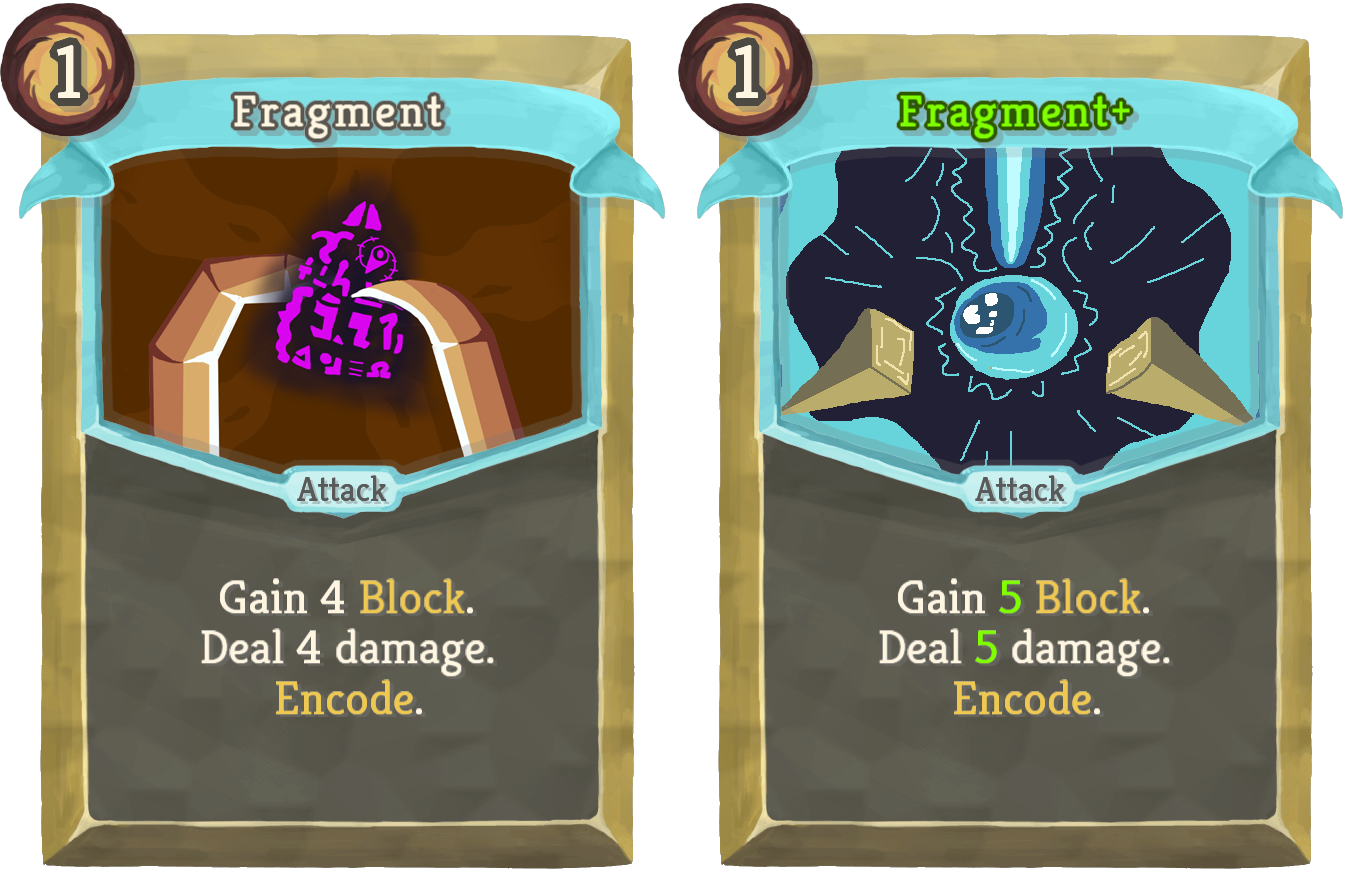 1
Fragment
Attack
Gain 4 Block.
Deal 4 damage.
Encode.
1
Fragment+
Attack
Gain 5 Block.
Deal 5 damage.
Encode.